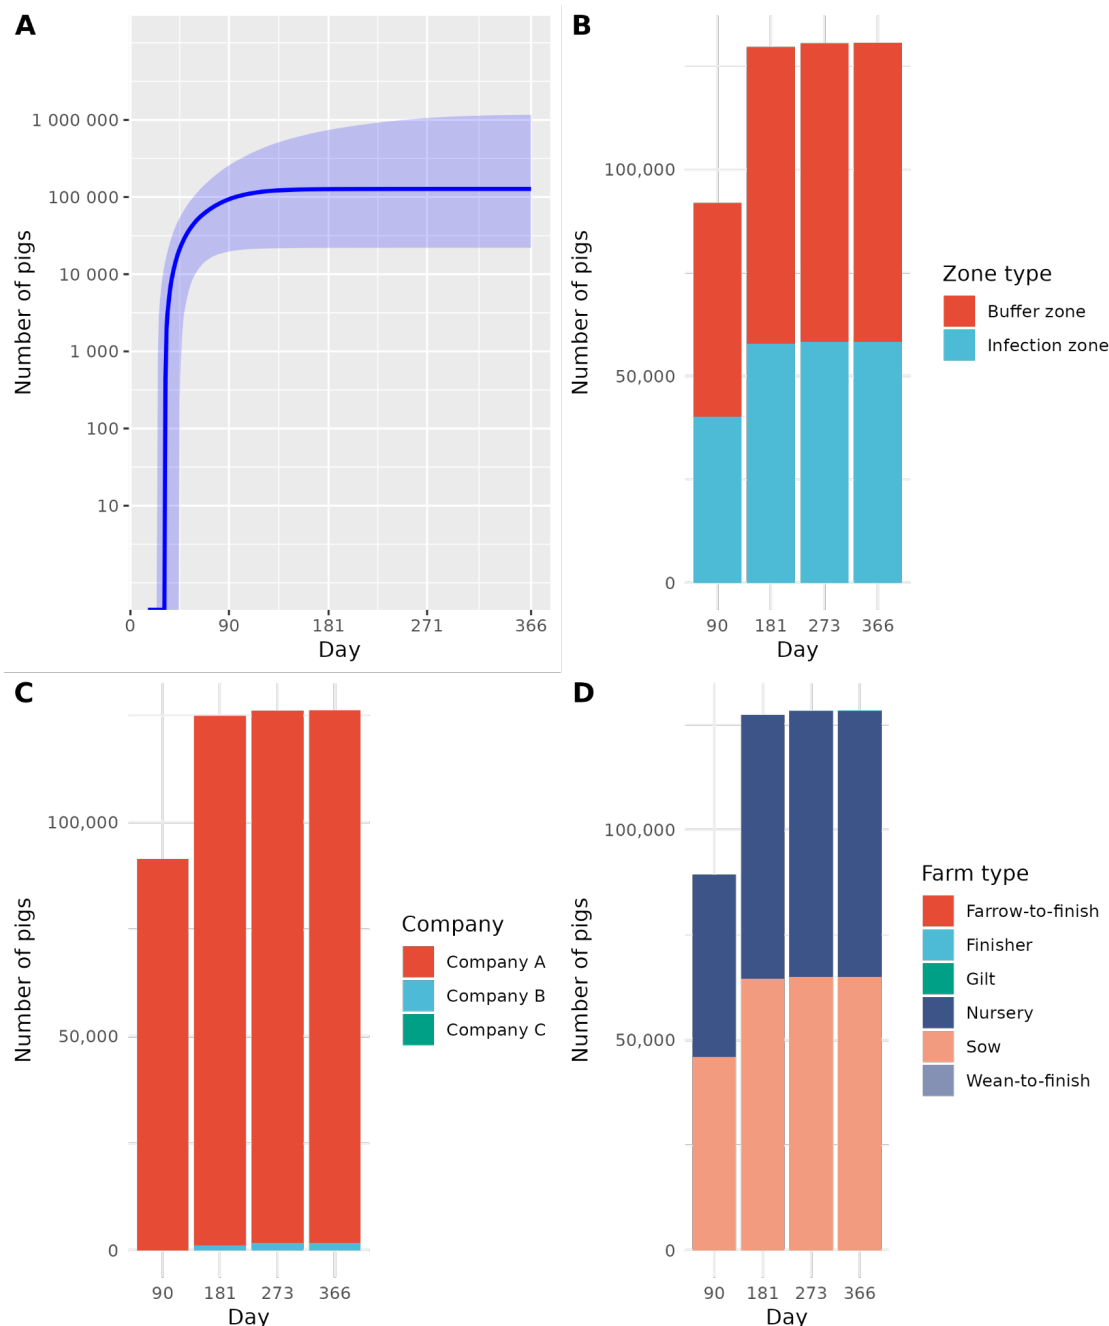 A
Number of pigs
1 000 000
100 000
10 000
1 000
100
10
0 90 181 271 366
Day
B
Number of pigs
100,000
50,000
0
90 181 273 366
Day
Zone type
Buffer zone
Infection zone
C
Number of pigs
100,000
50,000
0
90 181 273 366
Day
Company
Company A
Company B
Company C
D
Number of pigs
100,000
50,000
0
90 181 273 366
Day
Farm type
Farrow-to-finish
Finisher
Gilt
Nursery
Sow
Wean-to-finish